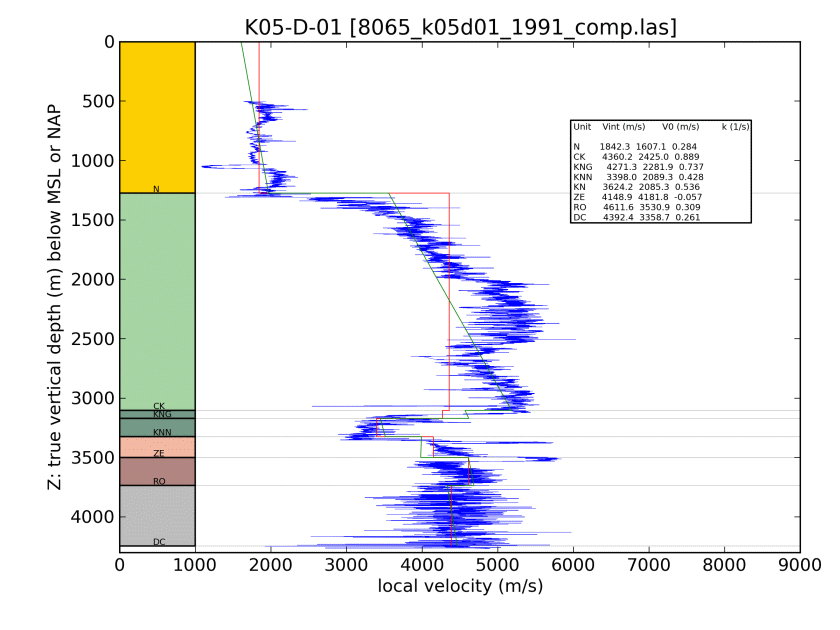 K05-D-01 [8065_k05d01_1991_comp.las]
0
500
1000
1500
2000
2500
3000
3500
4000
Z: true vertical depth (m) below MSL or NAP
N
CK
KNG
KNN
ZE
RO
DC
Unit Vint (m/s) V0 (m/s) k (1/s)
N 1842.3 1607.1 0.284
CK 4360.2 2425.0 0.889
KNG 4271.3 2281.9 0.737
KNN 3398.0 2089.3 0.428
KN 3624.2 2085.3 0.536
ZE 4148.9 4181.8 -0.057
RO 4611.6 3530.9 0.309
DC 4392.4 3358.7 0.261
0 1000 2000 3000 4000 5000 6000 7000 8000 9000
local velocity (m/s)